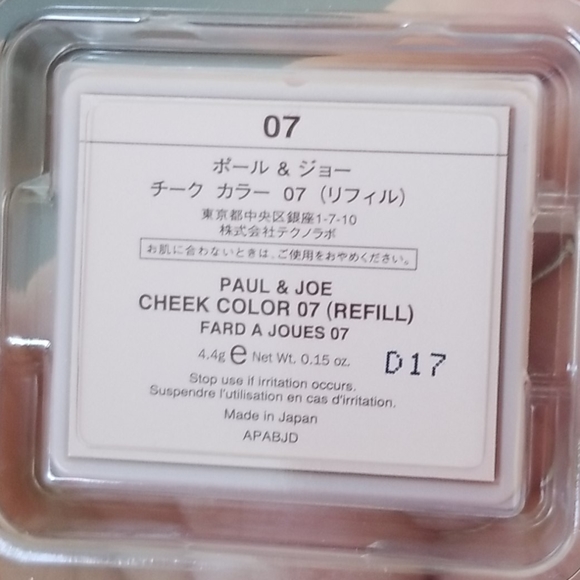 07
ポール & ジョー
チーク カラー 07 (リフィル)
東京都中央区銀座1-7-10
株式会社テクノラボ
お肌に合わないときは、ご使用をおやめください。
PAUL & JOE
CHEEK COLOR 07 (REFILL)
FARD A JOUES 07
4.4g ℮ Net Wt. 0.15 oz. D17
Stop use if irritation occurs.
Suspendre l'utilisation en cas d'irritation.
Made in Japan
APABJD